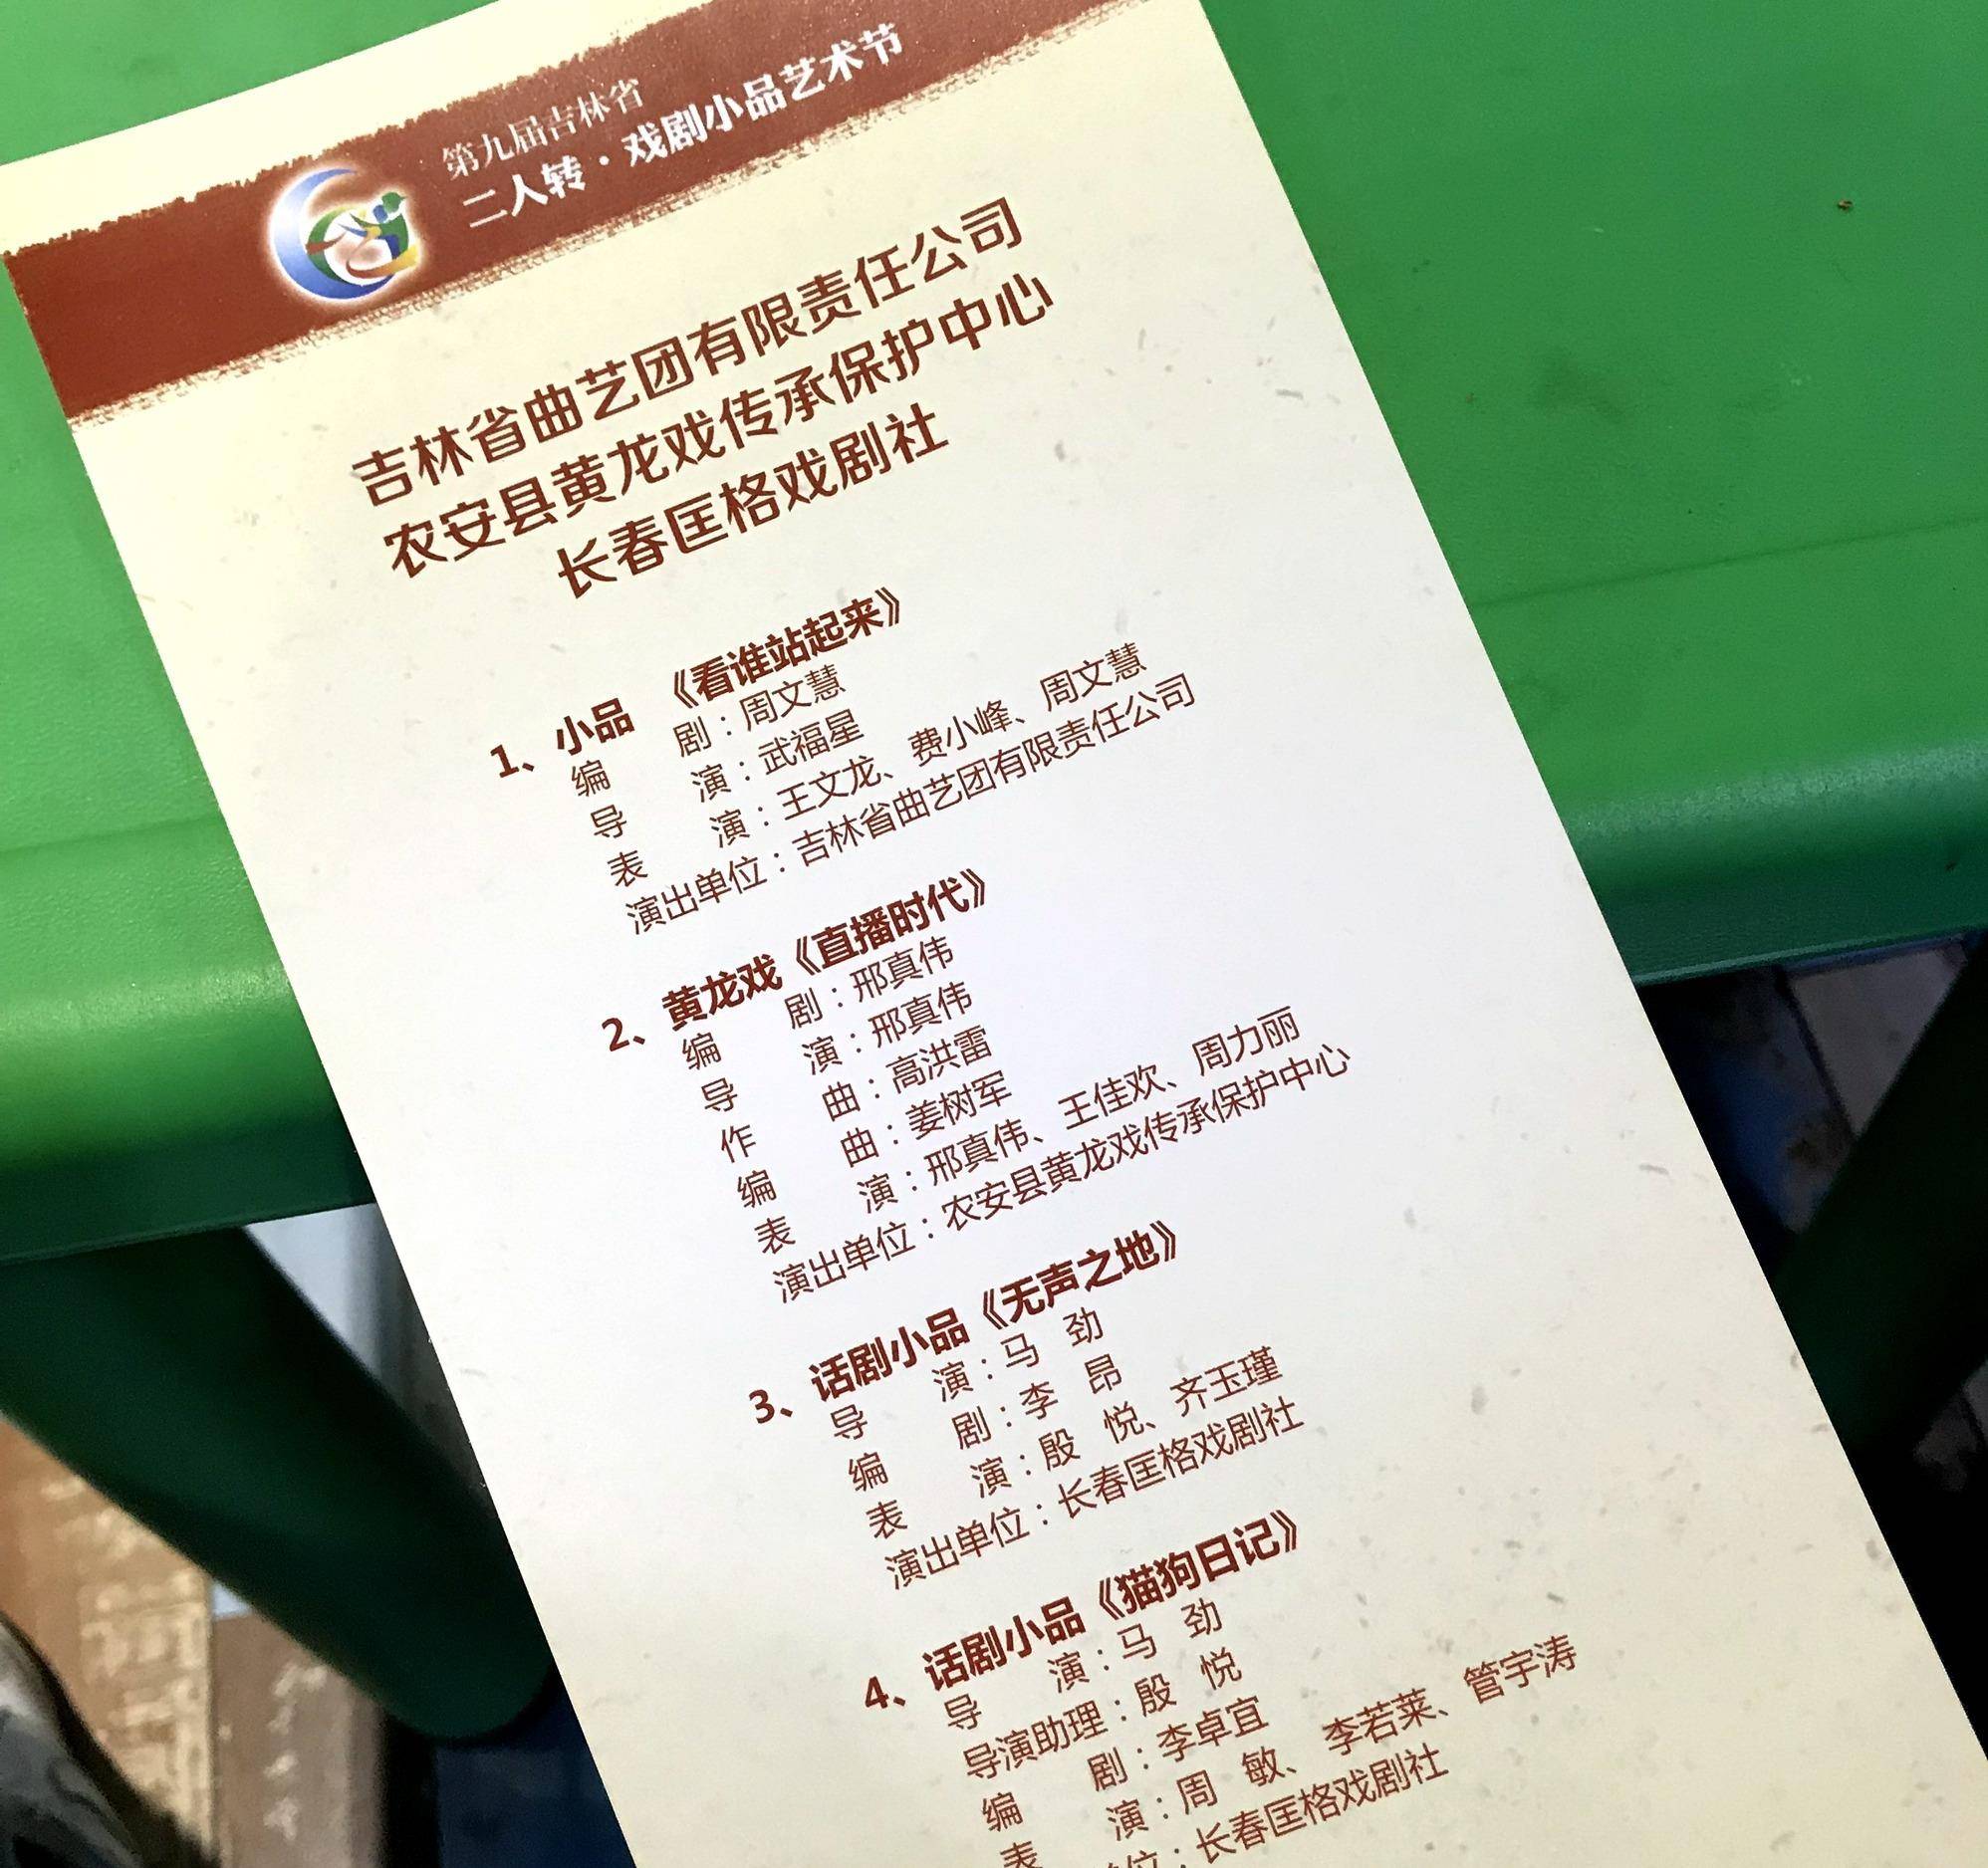 第九届吉林省
二人转·戏剧小品艺术节
吉林省曲艺团有限责任公司
农安县黄龙戏传承保护中心
长春匡格戏剧社
1、小品 《看谁站起来》
编 剧：周文慧
导 演：武福星
表 演：王文龙、费小峰、周文慧
演出单位：吉林省曲艺团有限责任公司
2、黄龙戏《直播时代》
编 剧：邢真伟
导 演：邢真伟
作 曲：高洪雷
编 曲：姜树军
表 演：邢真伟、王佳欢、周力丽
演出单位：农安县黄龙戏传承保护中心
3、话剧小品《无声之地》
导 演：马 劲
编 剧：李 昂
表 演：殷 悦、齐玉瑾
演出单位：长春匡格戏剧社
4、话剧小品《猫狗日记》
导 演：马 劲
导演助理：殷 悦
编 剧：李卓宜
表 演：周 敏、李若莱、管宇涛
位：长春匡格戏剧社